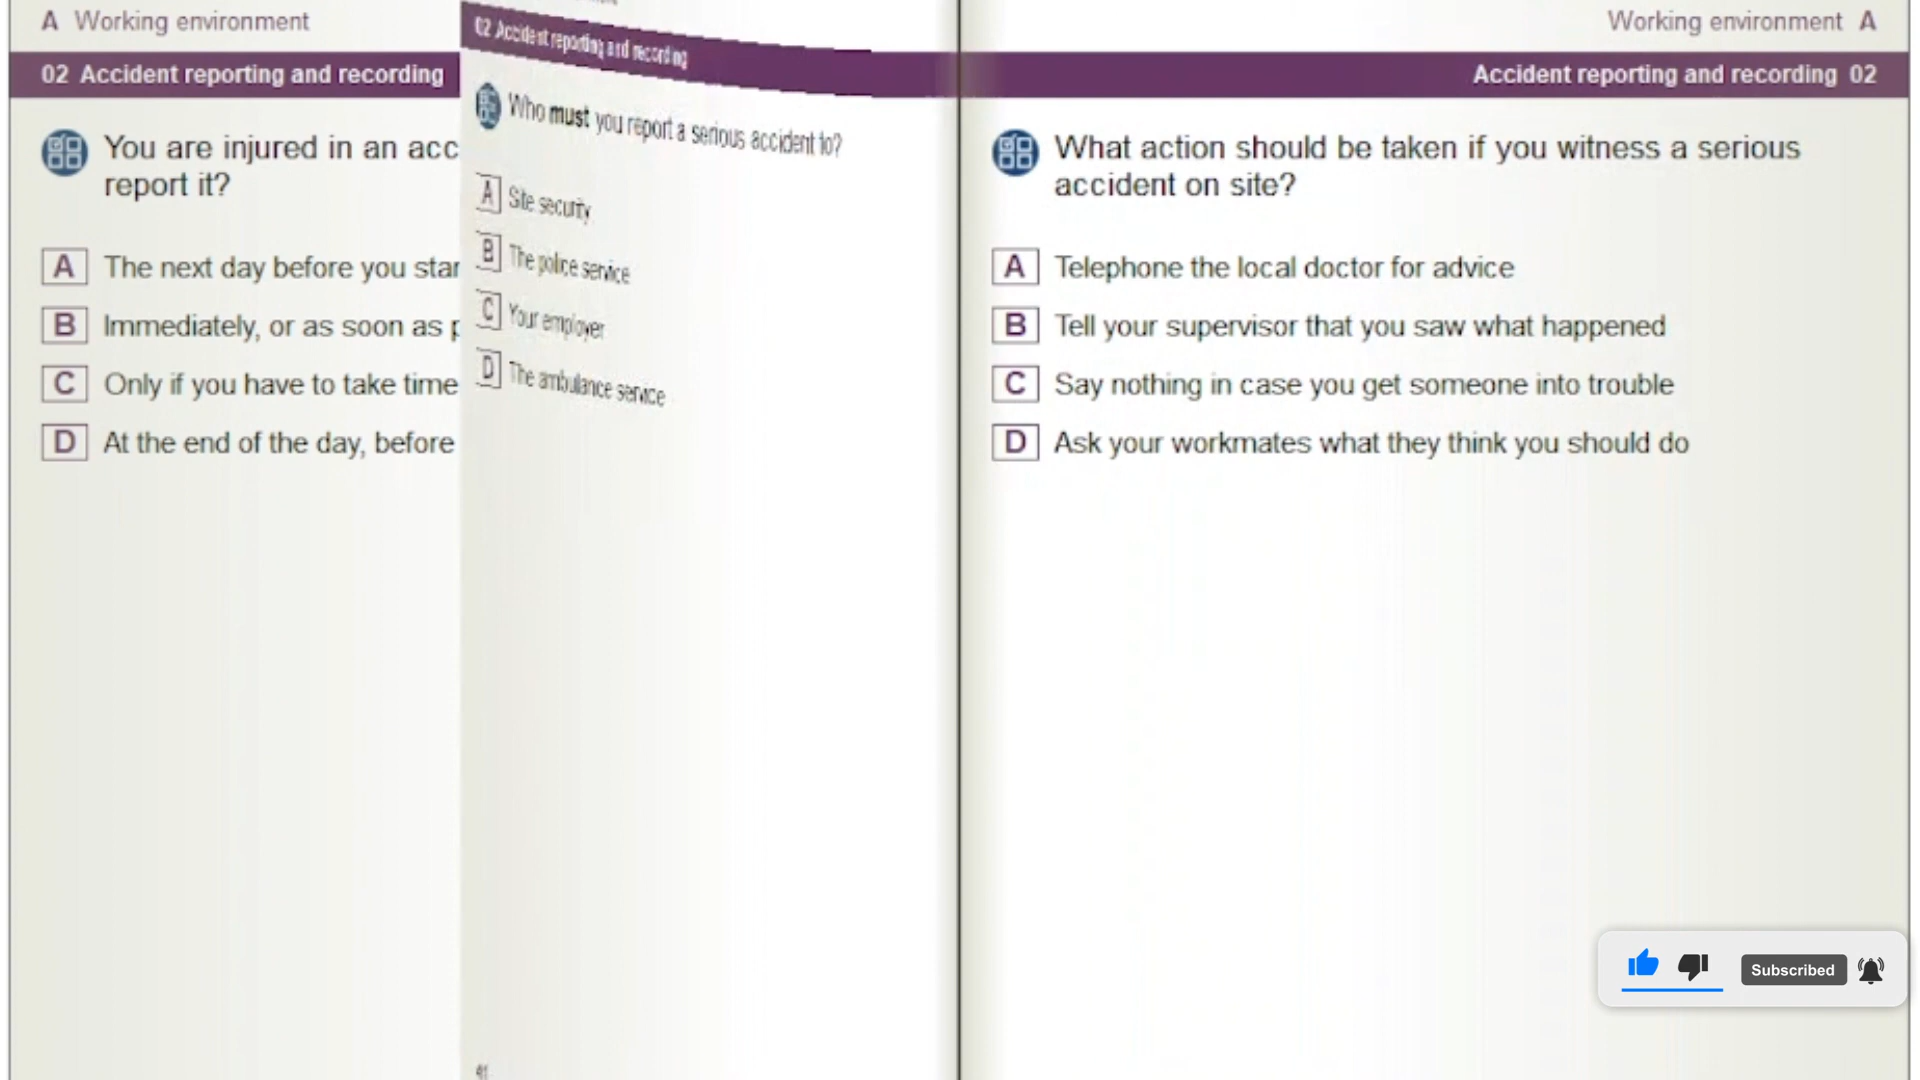 A Working environment
02 Accident reporting and recording
You are injured in an acc
report it?
A The next day before you star
B Immediately, or as soon as p
C Only if you have to take time
D At the end of the day, before
02 Accident reporting and recording
Who must you report a serious accident to?
A Site security
B The police service
C Your employer
D The ambulance service
41
Working environment A
Accident reporting and recording 02
What action should be taken if you witness a serious
accident on site?
A Telephone the local doctor for advice
B Tell your supervisor that you saw what happened
C Say nothing in case you get someone into trouble
D Ask your workmates what they think you should do
Subscribed